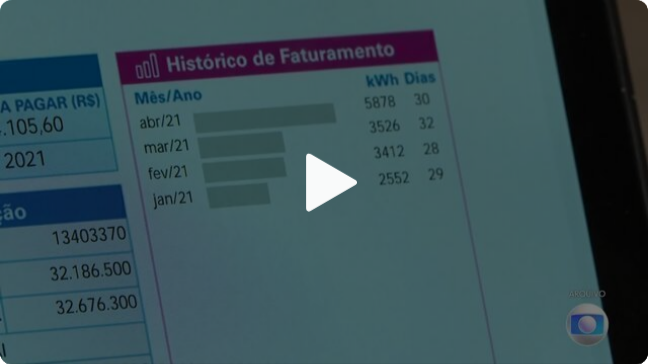 Histórico de Faturamento
Mês/Ano kWh Dias
abr/21 5878 30
mar/21 3526 32
fev/21 3412 28
jan/21 2552 29
A PAGAR (R$)
.105,60
2021
ção
13403370
32.186.500
32.676.300